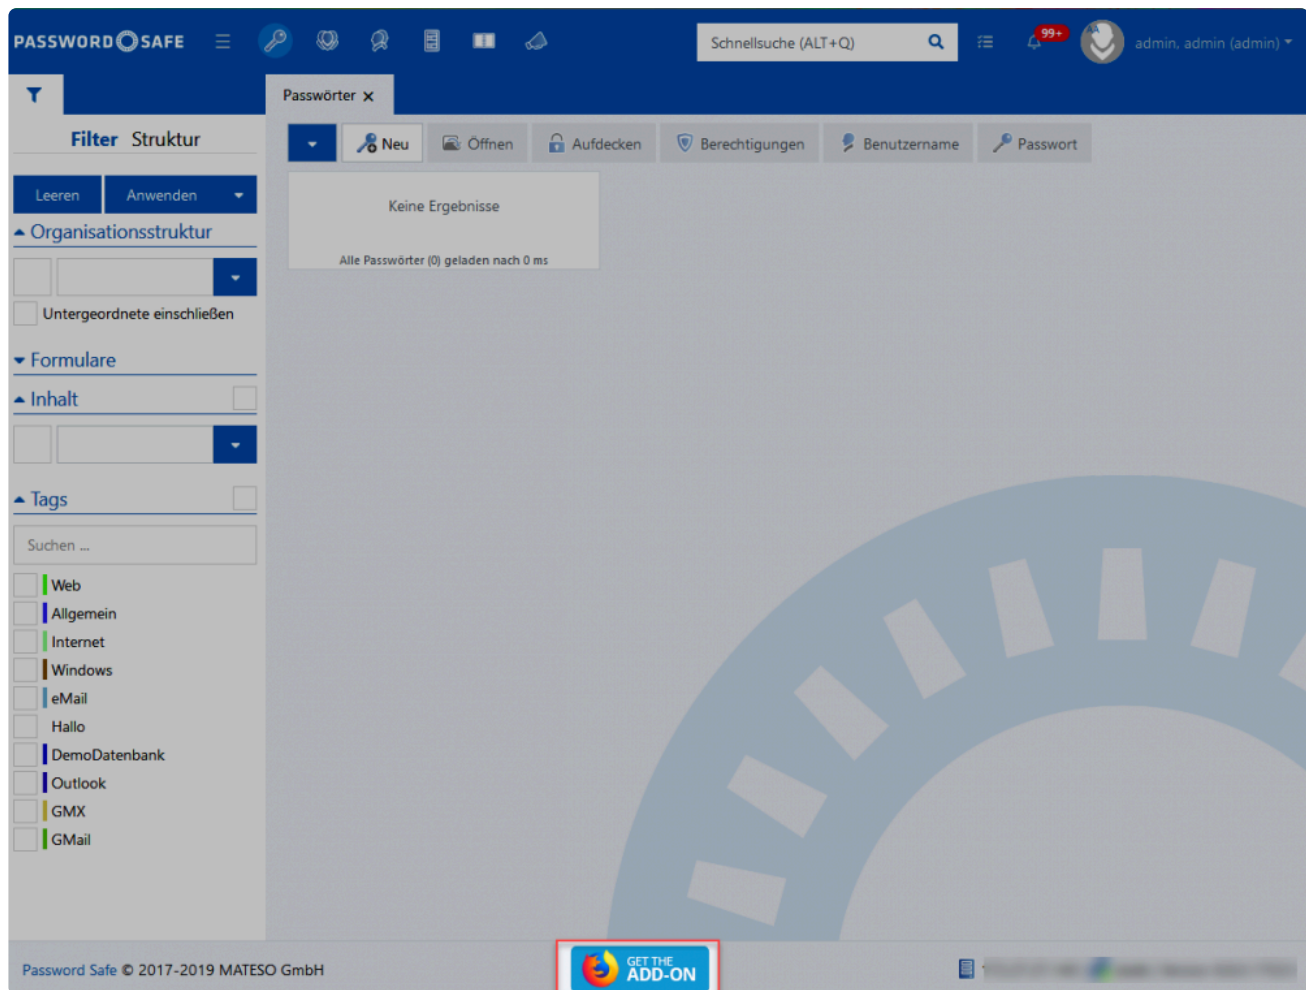 PASSWORD SAFE
Schnellsuche (ALT+Q)
99+
admin, admin (admin)
Passwörter x
Filter Struktur
Neu Öffnen Aufdecken Berechtigungen Benutzername Passwort
Leeren Anwenden
Keine Ergebnisse
Alle Passwörter (0) geladen nach 0 ms
Organisationsstruktur
Untergeordnete einschließen
Formulare
Inhalt
Tags
Suchen ...
Web
Allgemein
Internet
Windows
eMail
Hallo
DemoDatenbank
Outlook
GMX
GMail
Password Safe © 2017-2019 MATESO GmbH
GET THE
ADD-ON